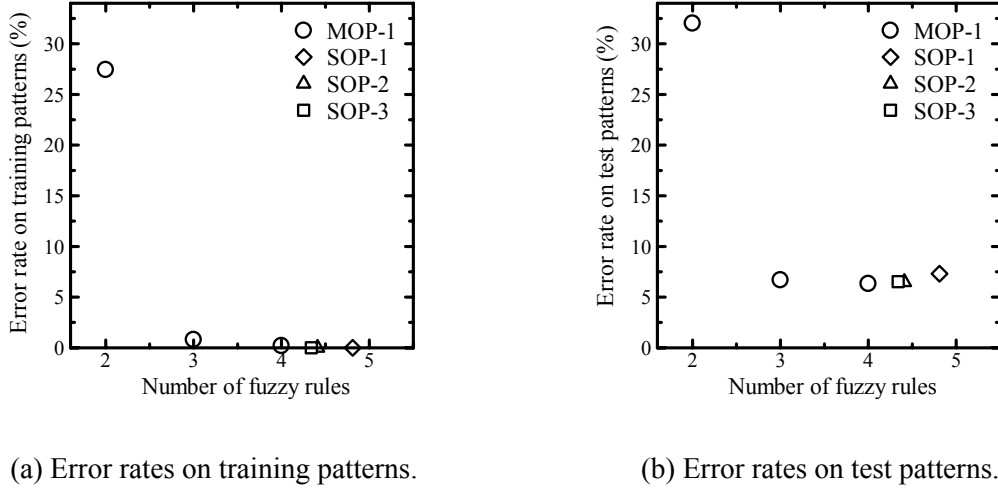 Error rate on training patterns (%)
30
25
20
15
10
5
0
2 3 4 5
Number of fuzzy rules
MOP-1
SOP-1
SOP-2
SOP-3
(a) Error rates on training patterns.
Error rate on test patterns (%)
30
25
20
15
10
5
0
2 3 4 5
Number of fuzzy rules
MOP-1
SOP-1
SOP-2
SOP-3
(b) Error rates on test patterns.